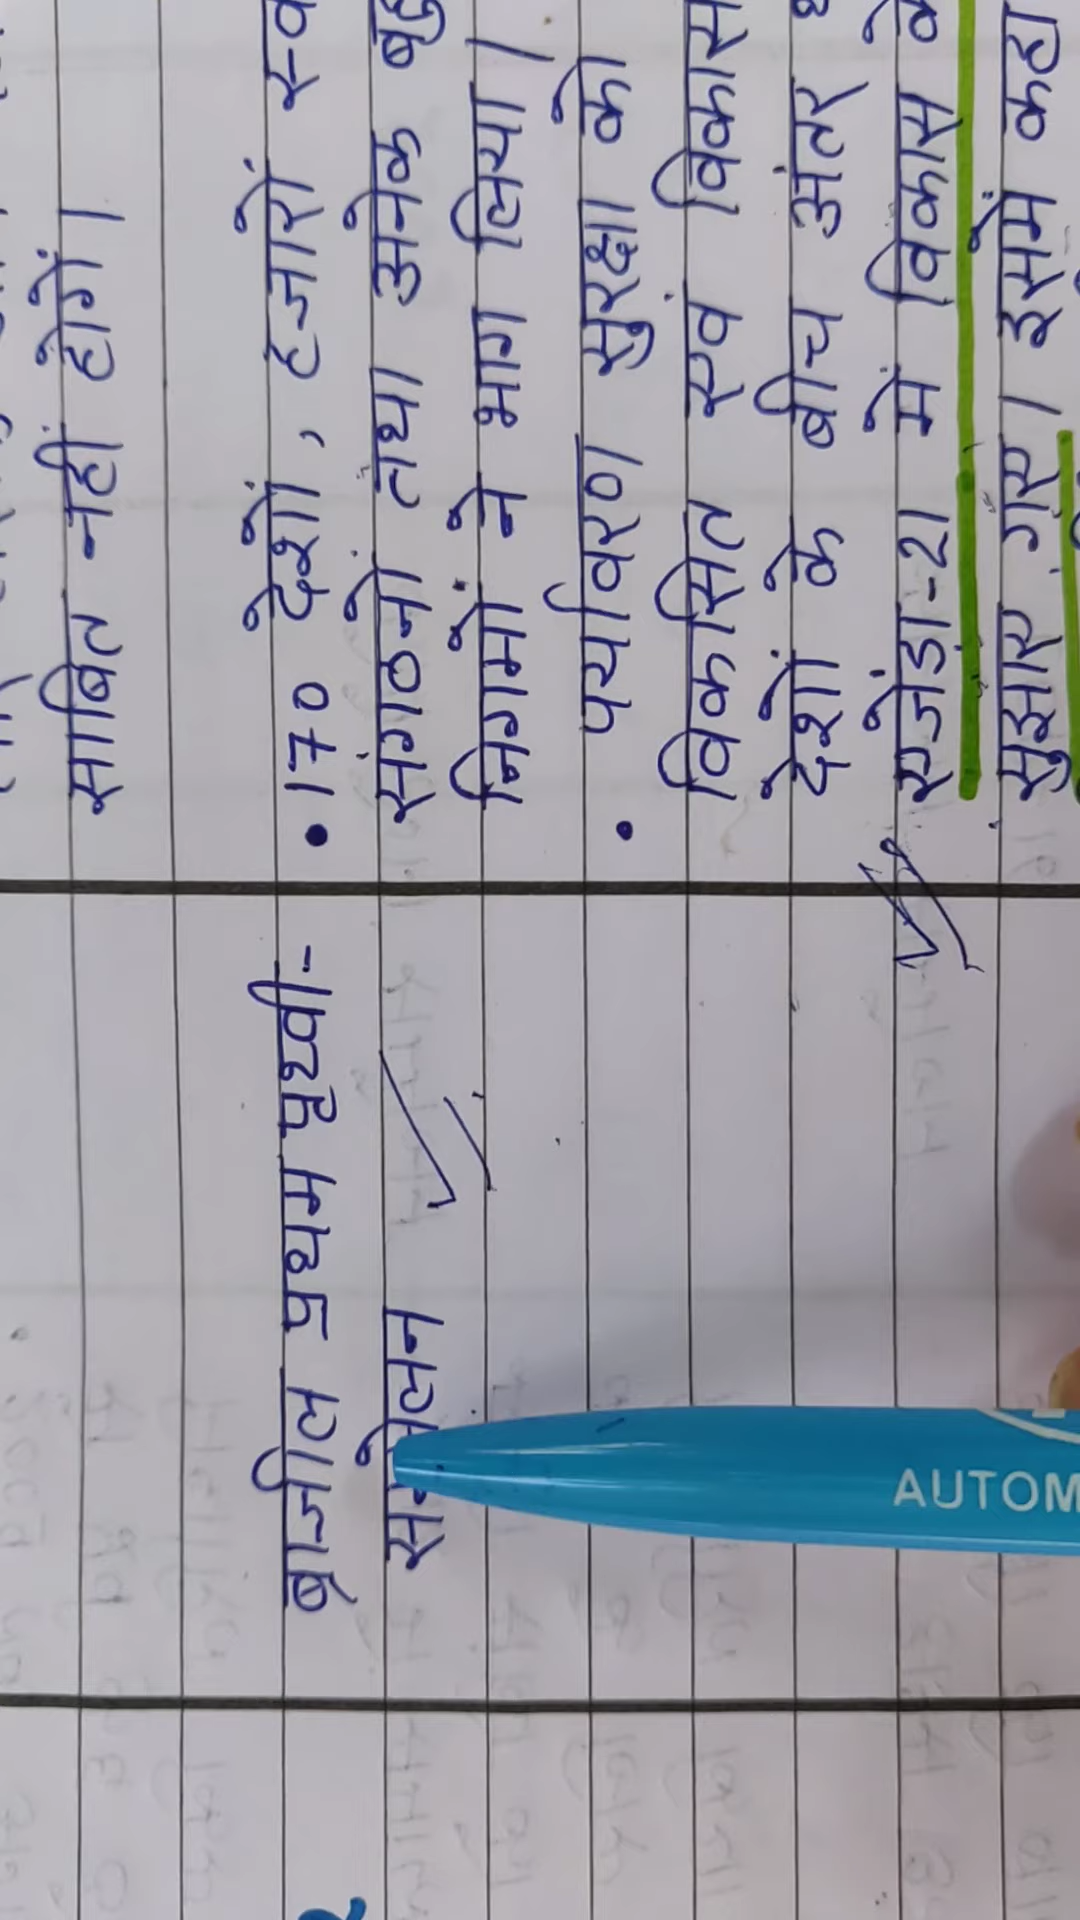 साबित नहीं होंगे।
ब्राजील प्रथम पृथ्वी -
• 170 देशों, हजारों
सम्मेलन
संगठनों तथा अनेक
निगमों ने भाग लिया।
• पर्यावरण सुरक्षा को
विकसित एवं विकास
देशों के बीच अंतर
एजेंडा-21 में विकास
सुझाए गए। इसमें कहा
AUTOM